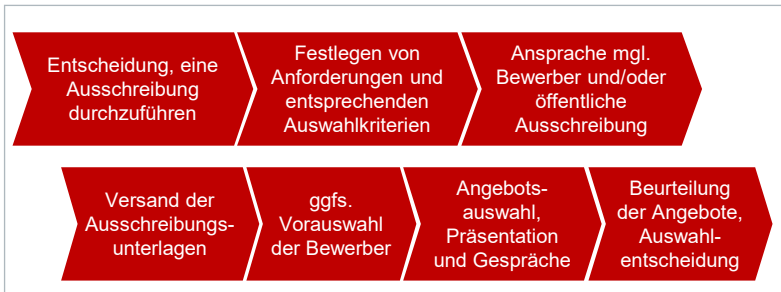 Entscheidung, eine
Ausschreibung
durchzuführen
Festlegen von
Anforderungen und
entsprechenden
Auswahlkriterien
Ansprache mgl.
Bewerber und/oder
öffentliche
Ausschreibung
Versand der
Ausschreibungs-
unterlagen
ggfs.
Vorauswahl
der Bewerber
Angebots-
auswahl,
Präsentation
und Gespräche
Beurteilung
der Angebote,
Auswahl-
entscheidung